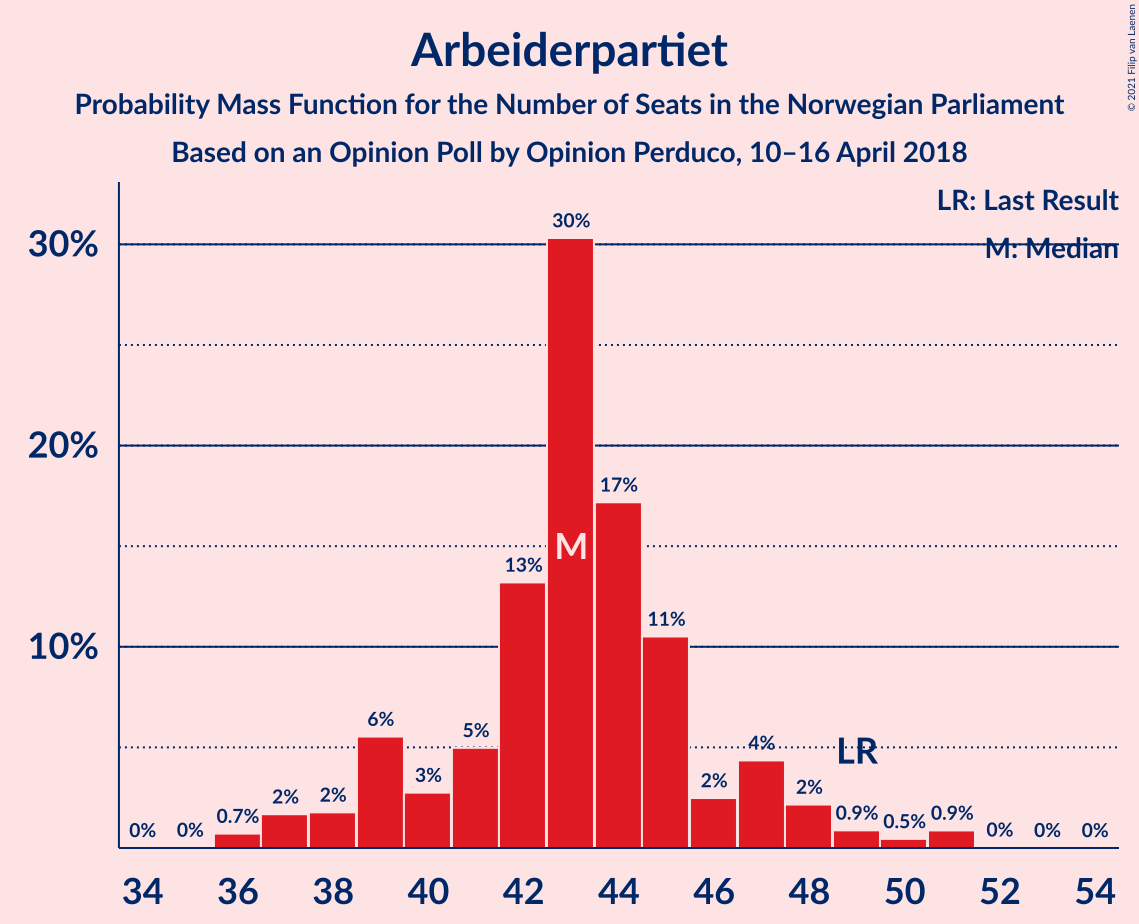 Arbeiderpartiet
Probability Mass Function for the Number of Seats in the Norwegian Parliament
Based on an Opinion Poll by Opinion Perduco, 10–16 April 2018
© 2021 Filip van Laenen
LR: Last Result
M: Median
30%
20%
10%
0%
0%
0.7%
2%
2%
6%
3%
5%
13%
30%
M
17%
11%
2%
4%
2%
LR
0.9%
0.5%
0.9%
0%
0%
0%
34 36 38 40 42 44 46 48 50 52 54